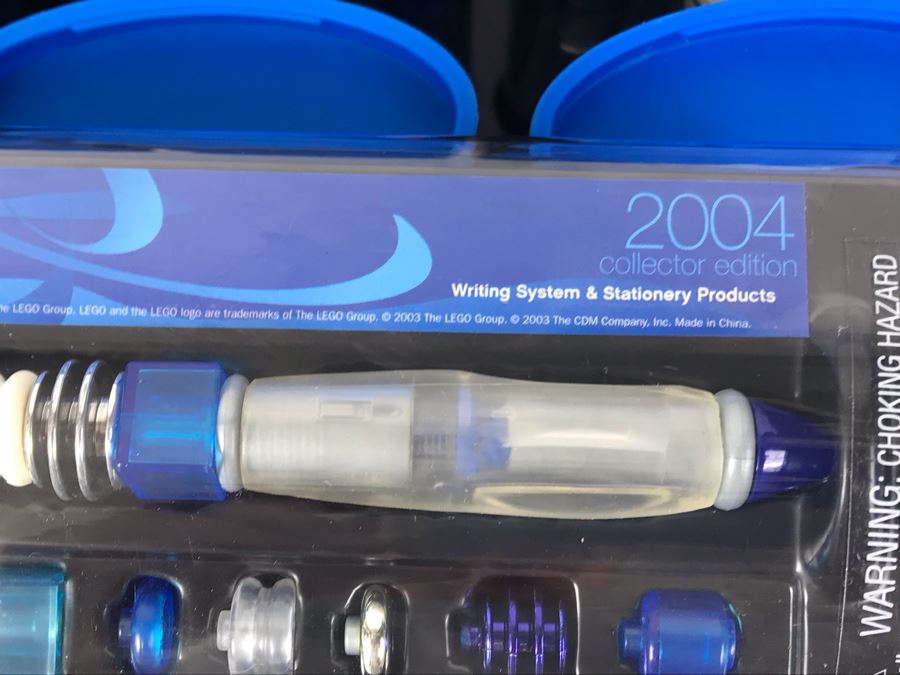 2004
collector edition
Writing System & Stationery Products
LEGO Group. LEGO and the LEGO logo are trademarks of The LEGO Group. © 2003 The LEGO Group. © 2003 The CDM Company, Inc. Made in China.
WARNING: CHOKING HAZARD